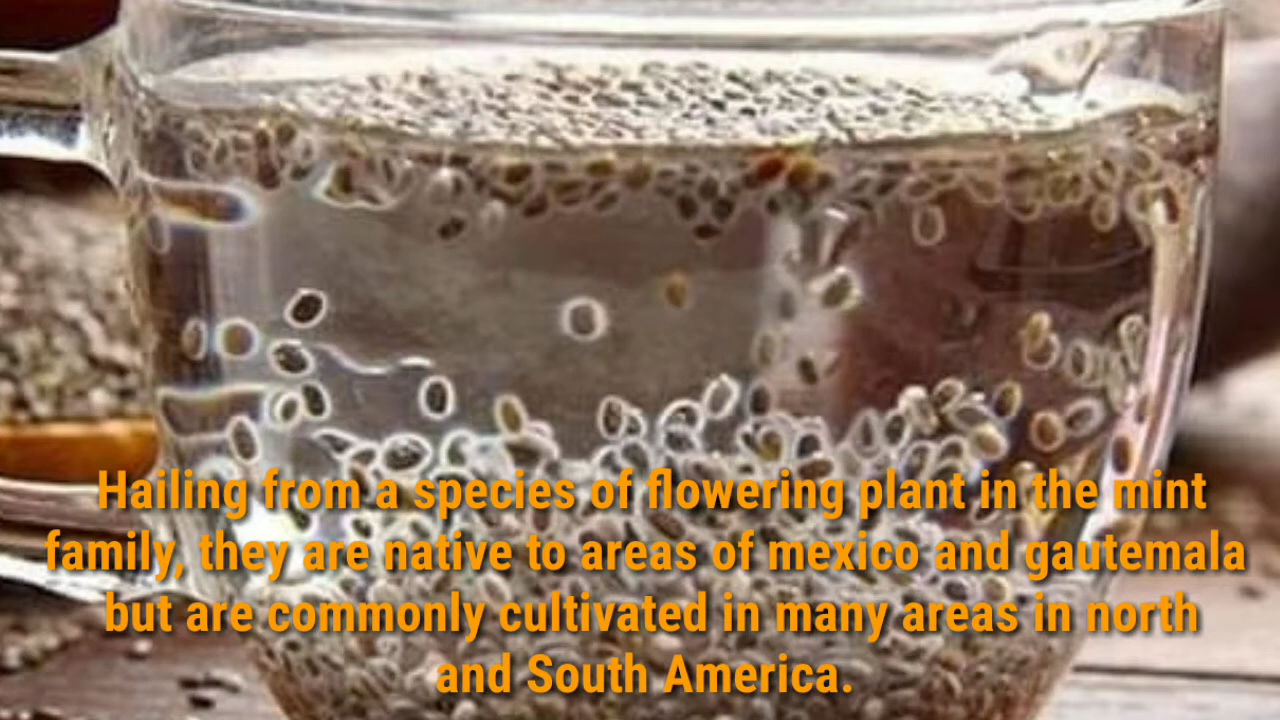 Hailing from a species of flowering plant in the mint
family, they are native to areas of mexico and gautemala
but are commonly cultivated in many areas in north
and South America.